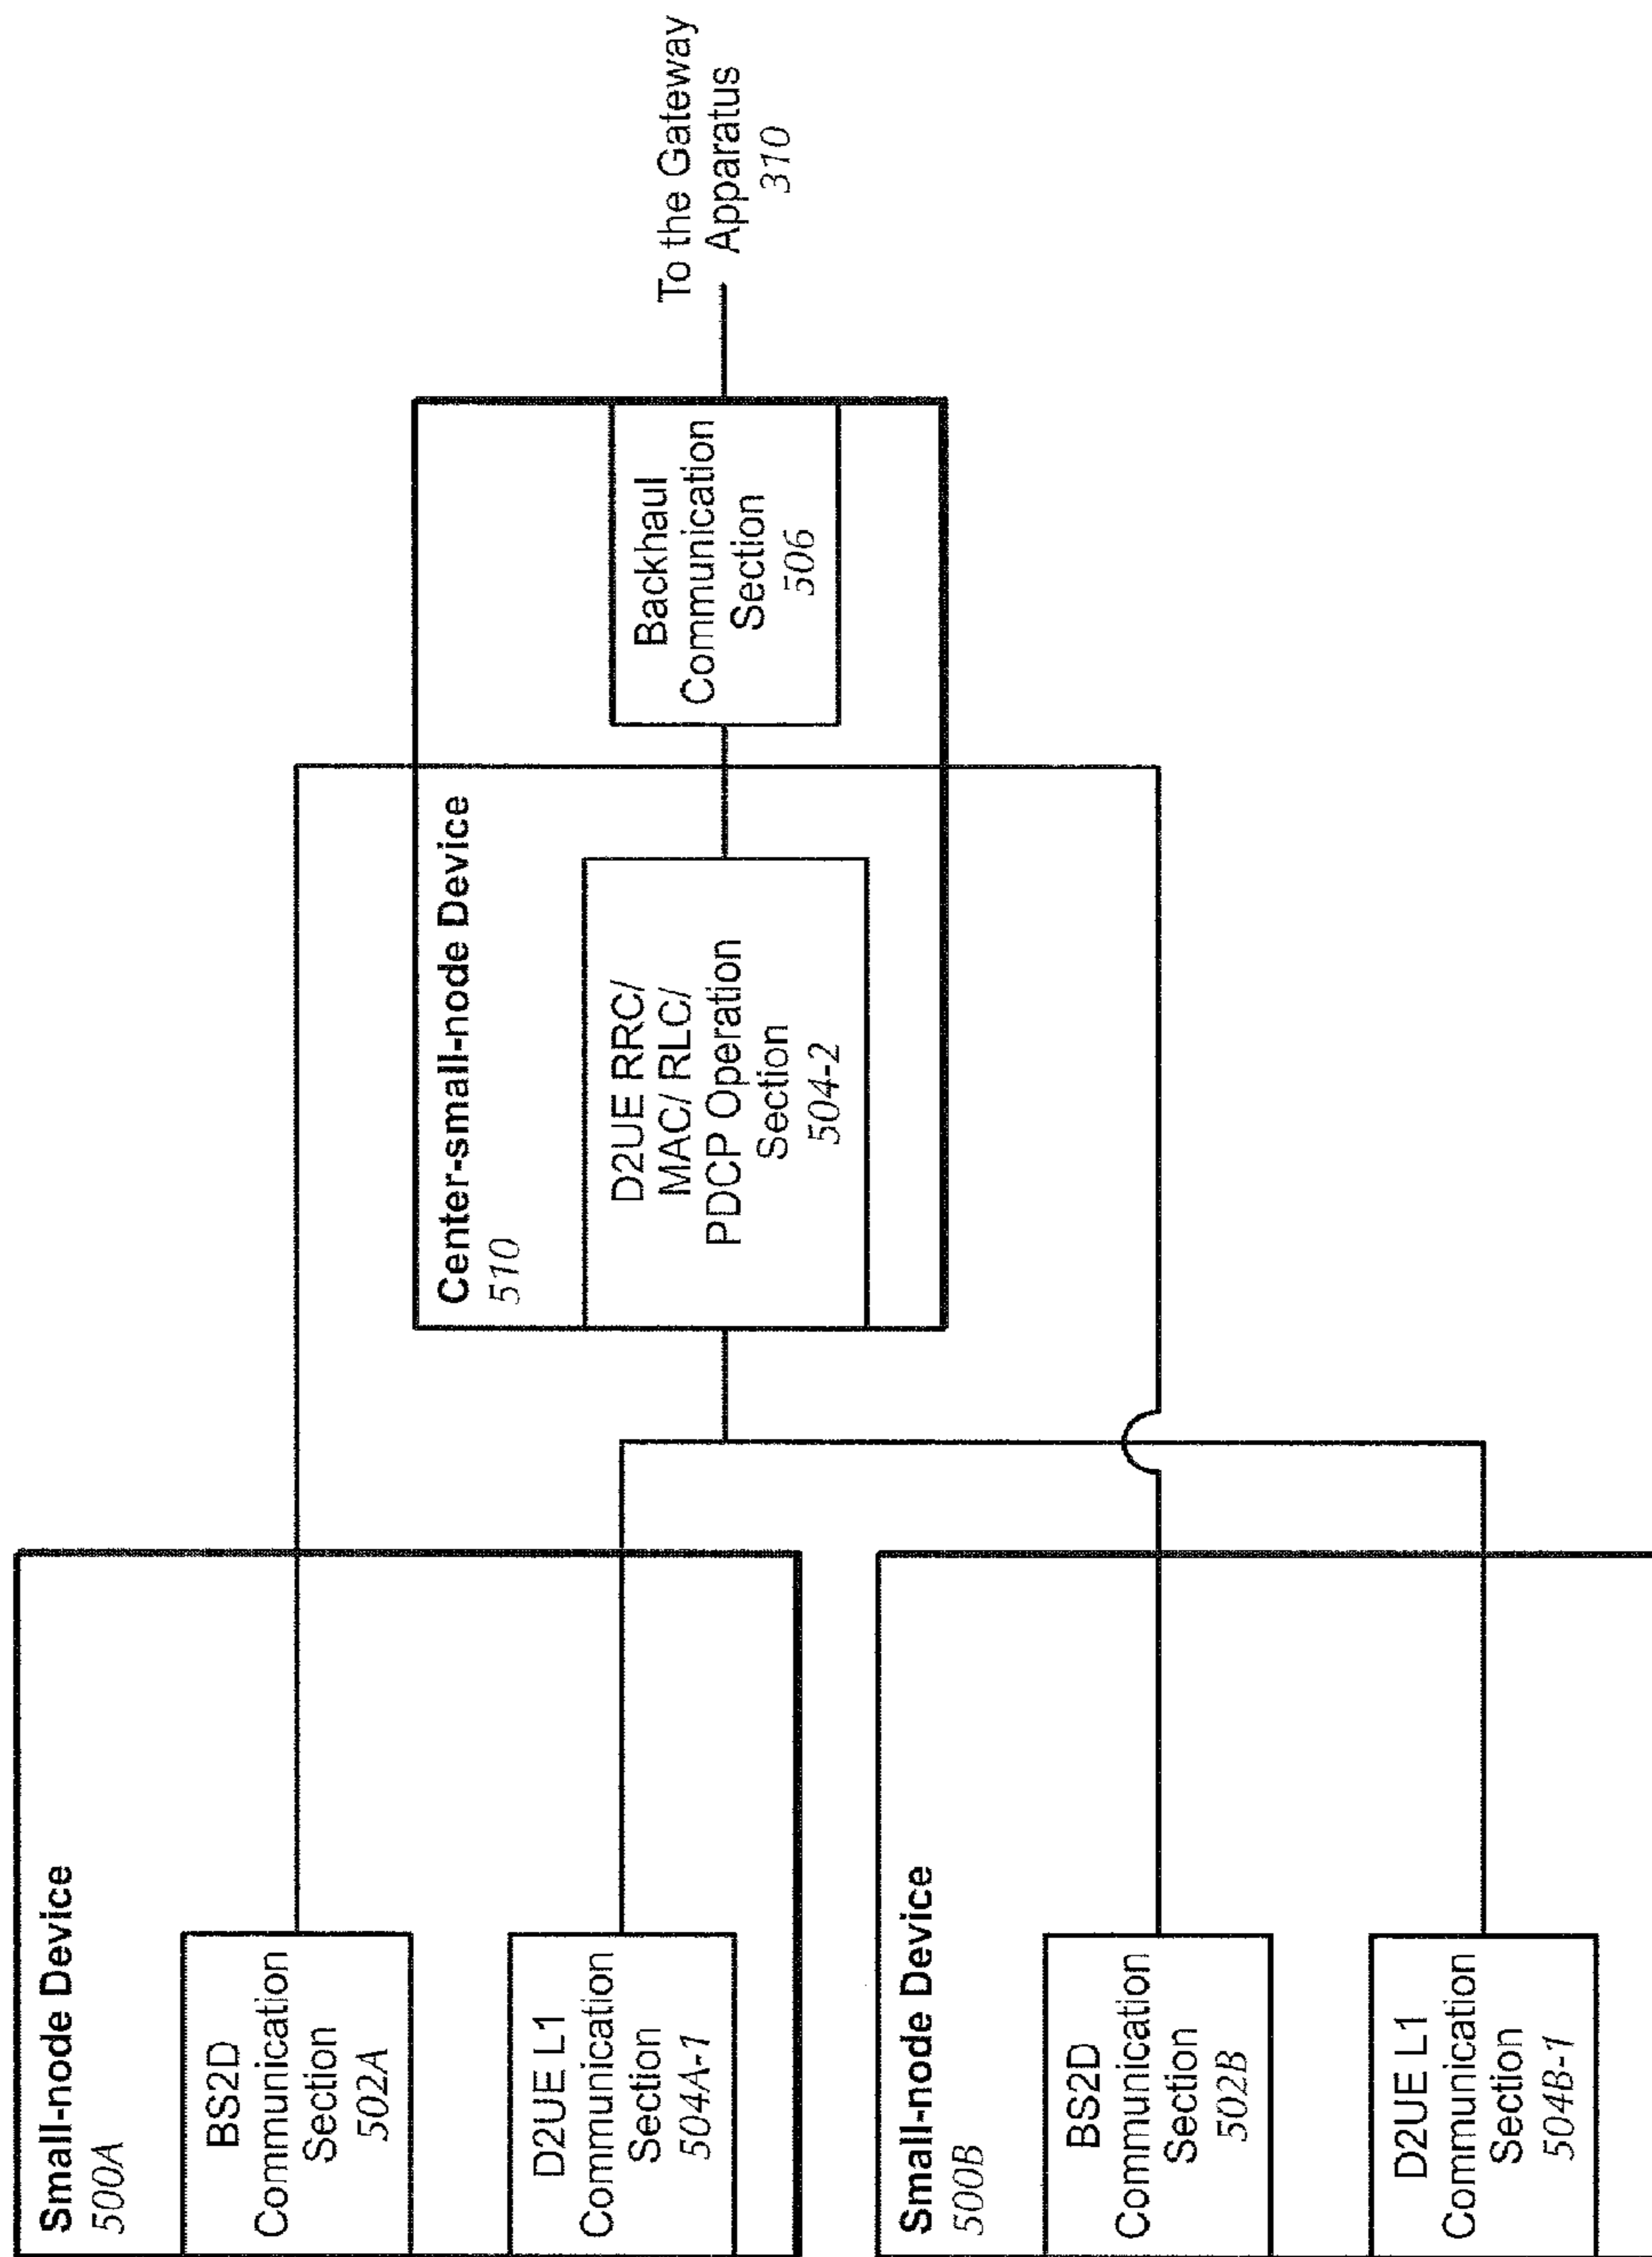 Small-node Device
500A
BS2D
Communication
Section
502A
D2UE L1
Communication
Section
504A-1
Small-node Device
500B
BS2D
Communication
Section
502B
D2UE L1
Communication
Section
504B-1
Center-small-node Device
510
D2UE RRC/
MAC/ RLC/
PDCP Operation
Section
504-2
Backhaul
Communication
Section
506
To the Gateway
Apparatus
310